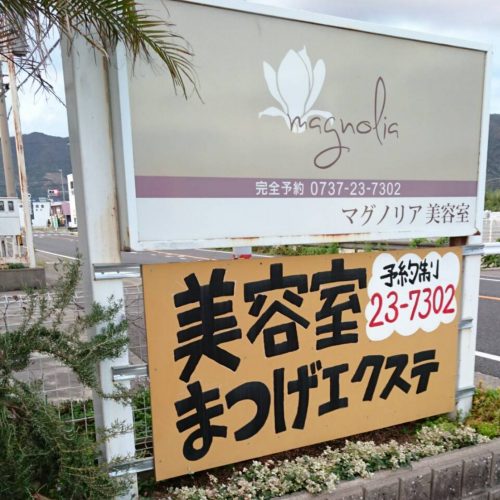 magnolia
完全予約 0737-23-7302
マグノリア 美容室
予約制
23-7302
美容室
まつげエクステ